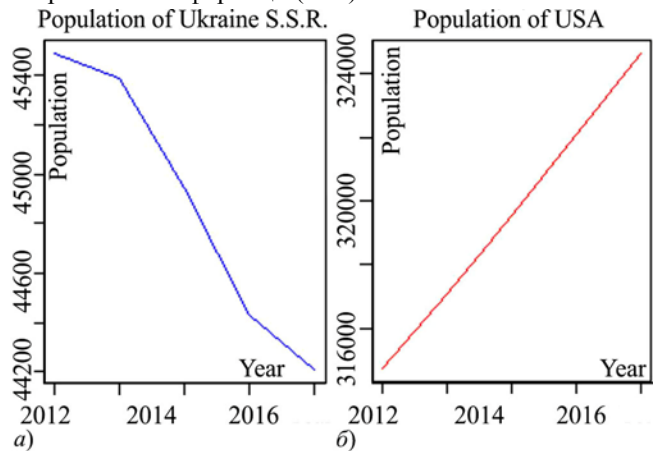 Population of Ukraine S.S.R.
Population
45400
45000
44600
44200
Year
2012
2014
2016
а)
Population of USA
Population
324000
320000
316000
Year
2012
2014
2016
б)